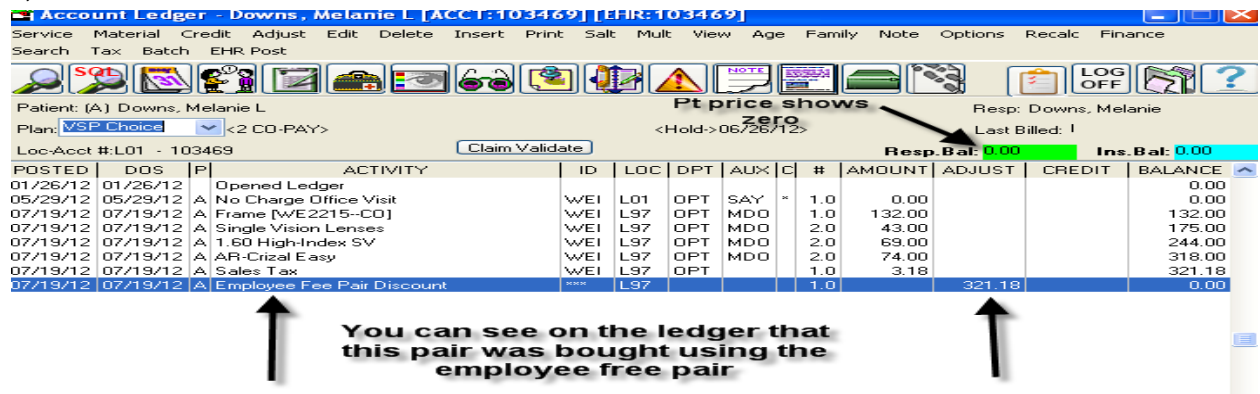 Account Ledger - Downs, Melanie L [ACCT:103469] [EHR:103469]
Service Material Credit Adjust Edit Delete Insert Print Salt Mult View Age Family Note Options Recalc Finance
Search Tax Batch EHR Post
SQL 31 NOTE LOG OFF ?
Patient: (A) Downs, Melanie L Pt price shows zero Resp: Downs, Melanie
Plan: VSP Choice <2 CO-PAY> <Hold->06/26/12> Last Billed:
Loc-Acct #:L01 - 103469 Claim Validate Resp.Bal: 0.00 Ins.Bal: 0.00
POSTED DOS P ACTIVITY ID LOC DPT AUX C # AMOUNT ADJUST CREDIT BALANCE
01/26/12 01/26/12 Opened Ledger 0.00
05/29/12 05/29/12 A No Charge Office Visit WEI L01 OPT SAY * 1.0 0.00 0.00
07/19/12 07/19/12 A Frame [WE2215--CO] WEI L97 OPT MDO 1.0 132.00 132.00
07/19/12 07/19/12 A Single Vision Lenses WEI L97 OPT MDO 2.0 43.00 175.00
07/19/12 07/19/12 A 1.60 High-Index SV WEI L97 OPT MDO 2.0 69.00 244.00
07/19/12 07/19/12 A AR-Crizal Easy WEI L97 OPT MDO 2.0 74.00 318.00
07/19/12 07/19/12 A Sales Tax WEI L97 OPT 1.0 3.18 321.18
07/19/12 07/19/12 A Employee Fee Pair Discount *** L97 1.0 321.18 0.00
You can see on the ledger that
this pair was bought using the
employee free pair